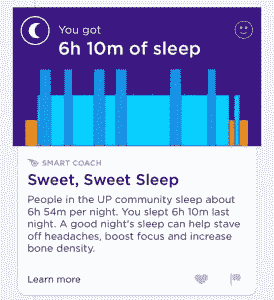 You got
6h 10m of sleep
SMART COACH
Sweet, Sweet Sleep
People in the UP community sleep about
6h 54m per night. You slept 6h 10m last
night. A good night's sleep can help stave
off headaches, boost focus and increase
bone density.
Learn more